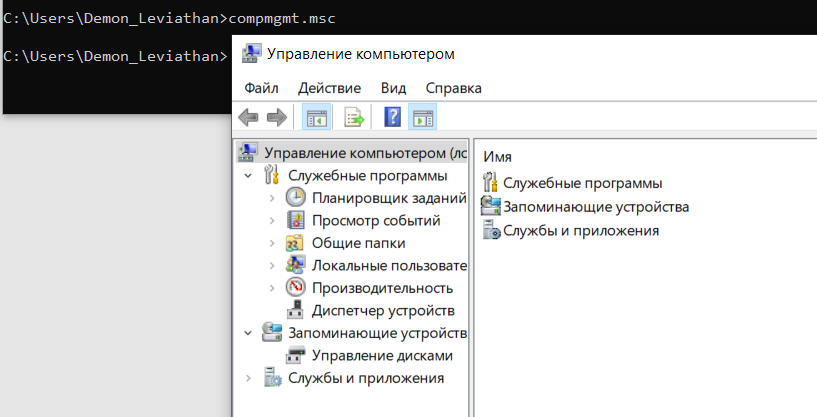 C:\Users\Demon_Leviathan>compmgmt.msc
C:\Users\Demon_Leviathan>
Управление компьютером
Файл Действие Вид Справка
Управление компьютером (лс
Служебные программы
Планировщик заданий
Просмотр событий
Общие папки
Локальные пользовате
Производительность
Диспетчер устройств
Запоминающие устройств
Управление дисками
Службы и приложения
Имя
Служебные программы
Запоминающие устройства
Службы и приложения